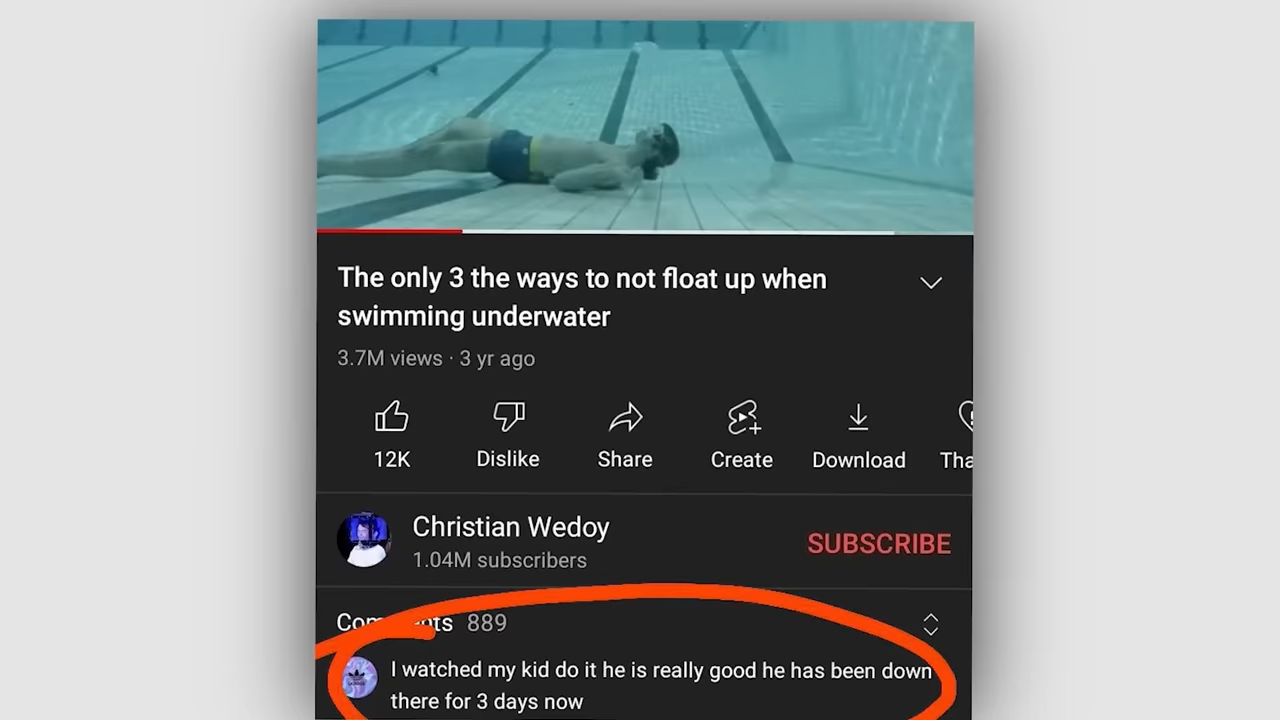 The only 3 the ways to not float up when
swimming underwater
3.7M views · 3 yr ago
12K
Dislike
Share
Create
Download
Tha
Christian Wedoy
1.04M subscribers
SUBSCRIBE
889
I watched my kid do it he is really good he has been down
there for 3 days now